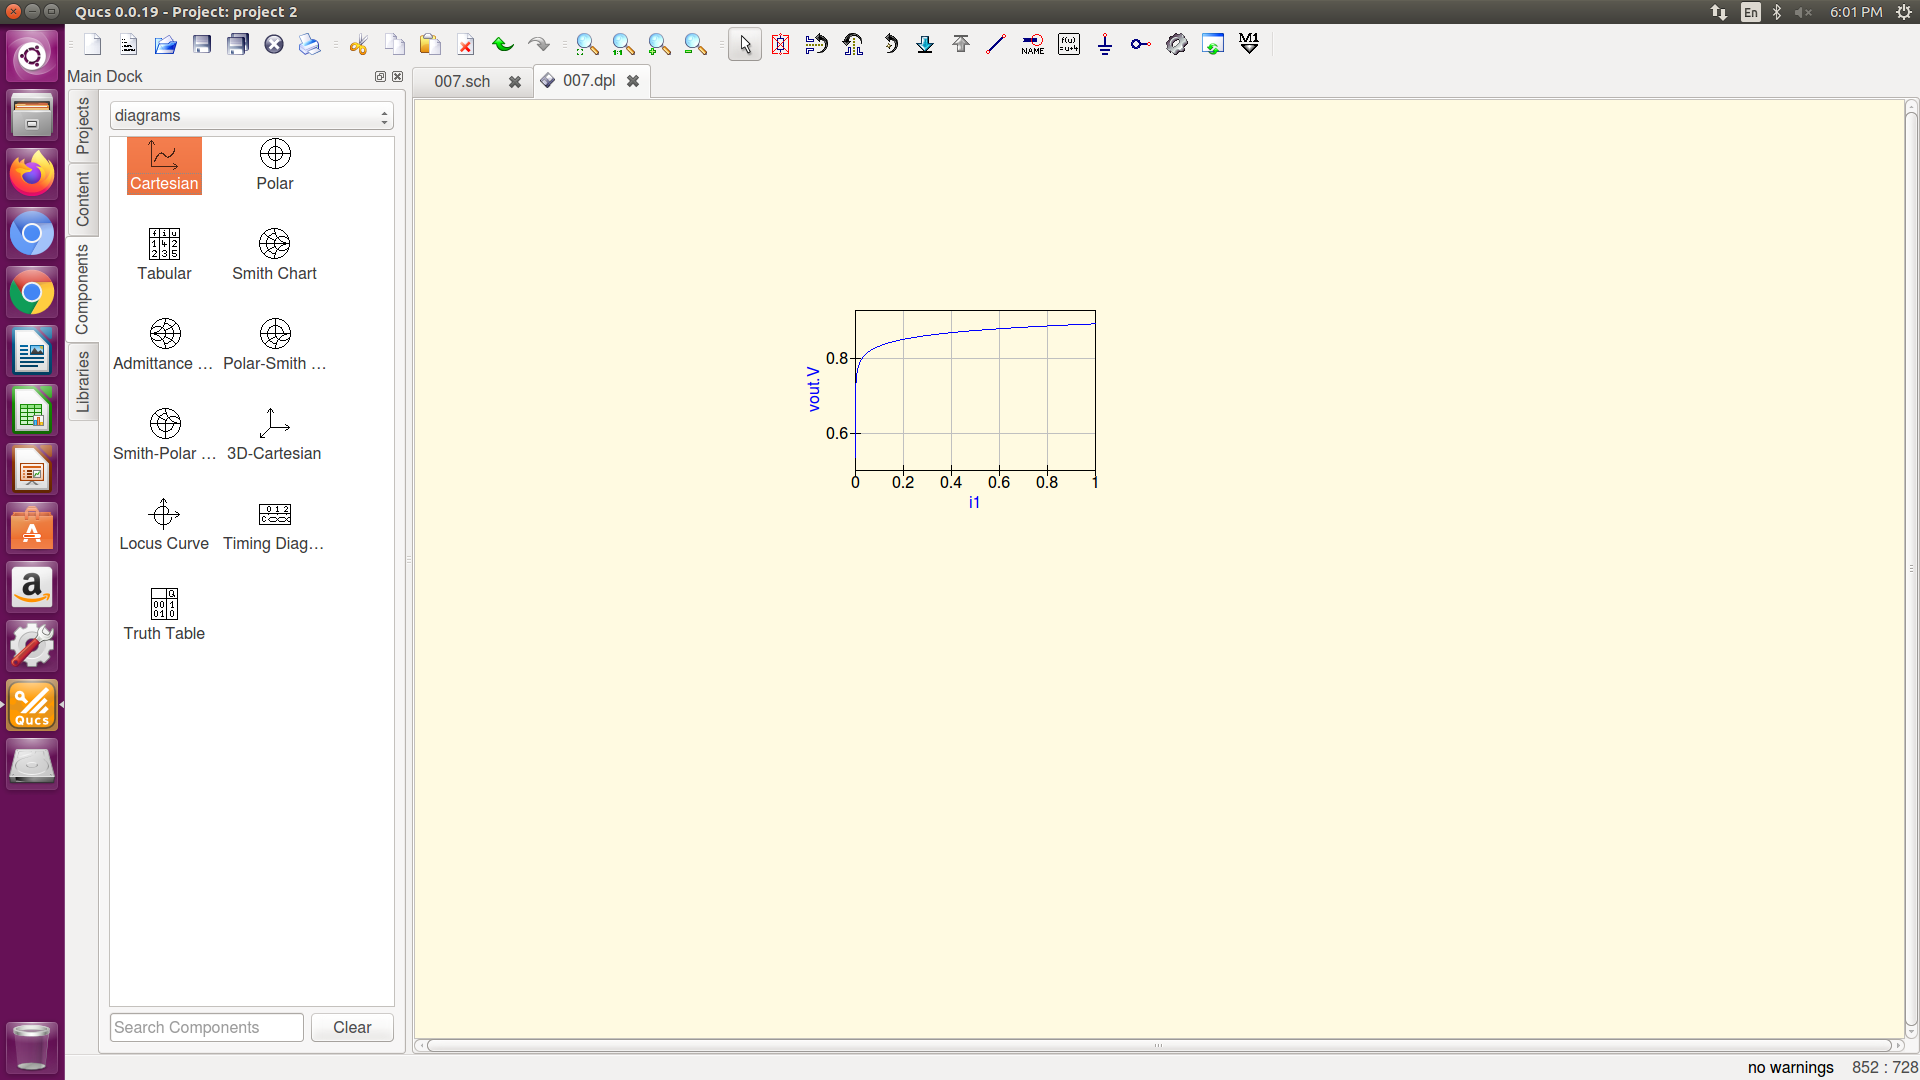 Qucs 0.0.19 - Project: project 2
En
6:01 PM
NAME
M1
Main Dock
007.sch
007.dpl
Projects
Content
Components
Libraries
diagrams
Cartesian
Polar
Tabular
Smith Chart
Admittance ...
Polar-Smith ...
Smith-Polar ...
3D-Cartesian
Locus Curve
Timing Diag...
Truth Table
Search Components
Clear
vout.V
0.8
0.6
0 0.2 0.4 0.6 0.8 1
i1
Qucs
no warnings
852 : 728